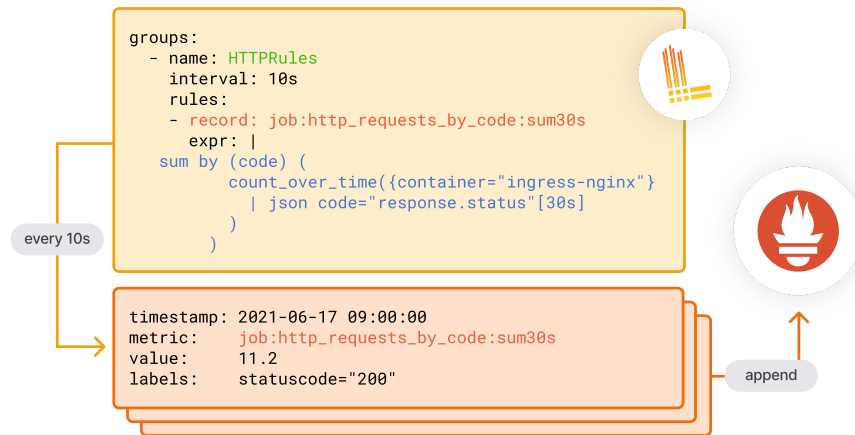 groups:
  - name: HTTPRules
    interval: 10s
    rules:
    - record: job:http_requests_by_code:sum30s
      expr: |
   sum by (code) (
          count_over_time({container="ingress-nginx"}
            | json code="response.status"[30s]
          )
        )
every 10s
timestamp: 2021-06-17 09:00:00
metric:    job:http_requests_by_code:sum30s
value:     11.2
labels:    statuscode="200"
append